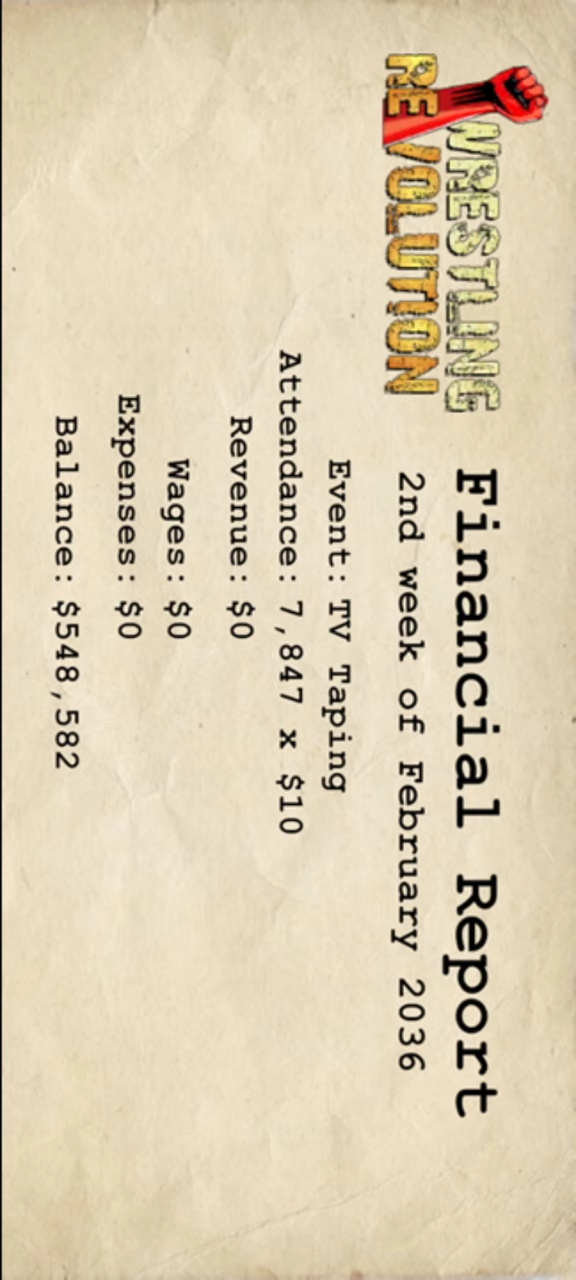 WRESTLING
REVOLUTION
Financial Report
2nd week of February 2036
Event: TV Taping
Attendance: 7,847 x $10
Revenue: $0
Wages: $0
Expenses: $0
Balance: $548,582